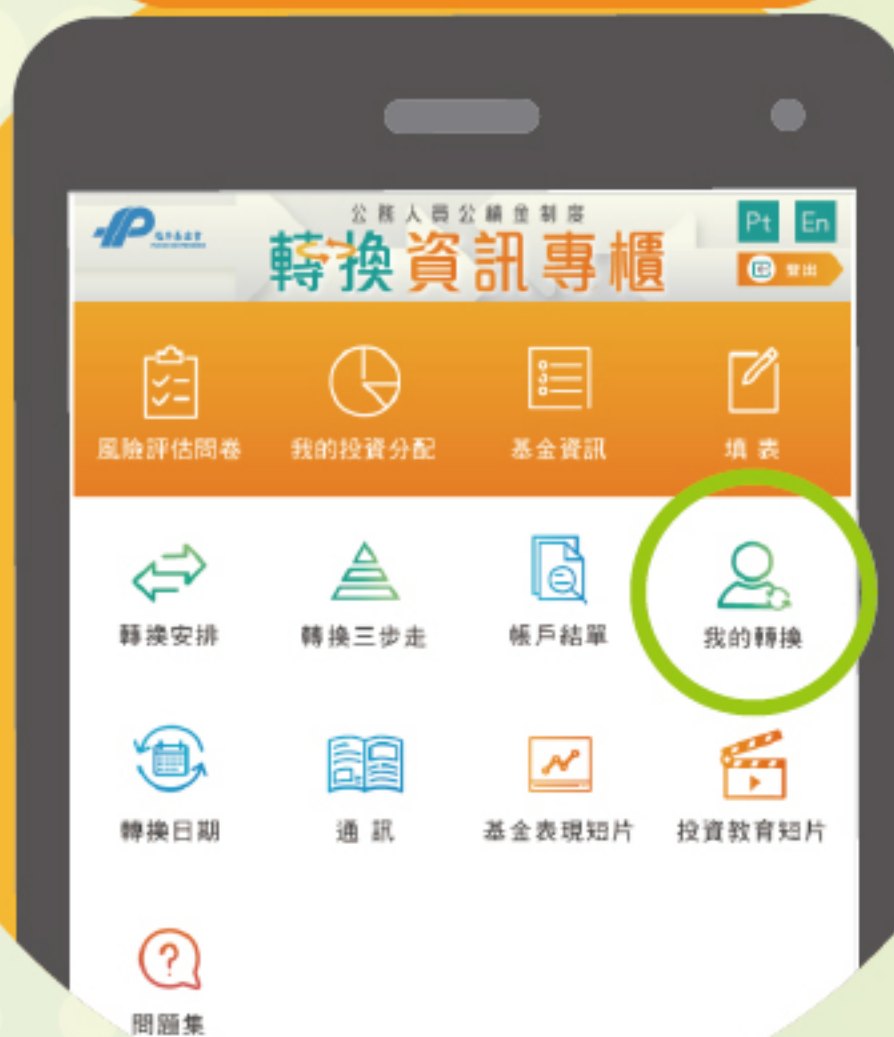 公務人員公積金制度
轉換資訊專櫃
Pt En
登出
風險評估問卷 我的投資分配 基金資訊 填表
轉換安排 轉換三步走 帳戶結單 我的轉換
轉換日期 通訊 基金表現短片 投資教育短片
問題集